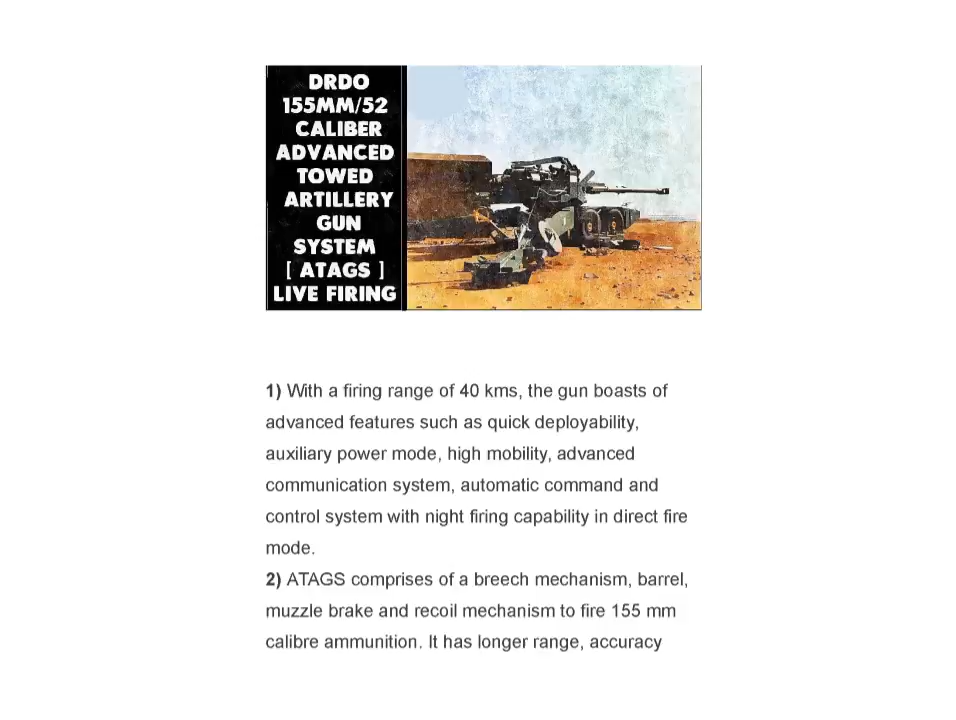 DRDO
155MM/52
CALIBER
ADVANCED
TOWED
ARTILLERY
GUN
SYSTEM
[ ATAGS ]
LIVE FIRING
1) With a firing range of 40 kms, the gun boasts of
advanced features such as quick deployability,
auxiliary power mode, high mobility, advanced
communication system, automatic command and
control system with night firing capability in direct fire
mode.
2) ATAGS comprises of a breech mechanism, barrel,
muzzle brake and recoil mechanism to fire 155 mm
calibre ammunition. It has longer range, accuracy